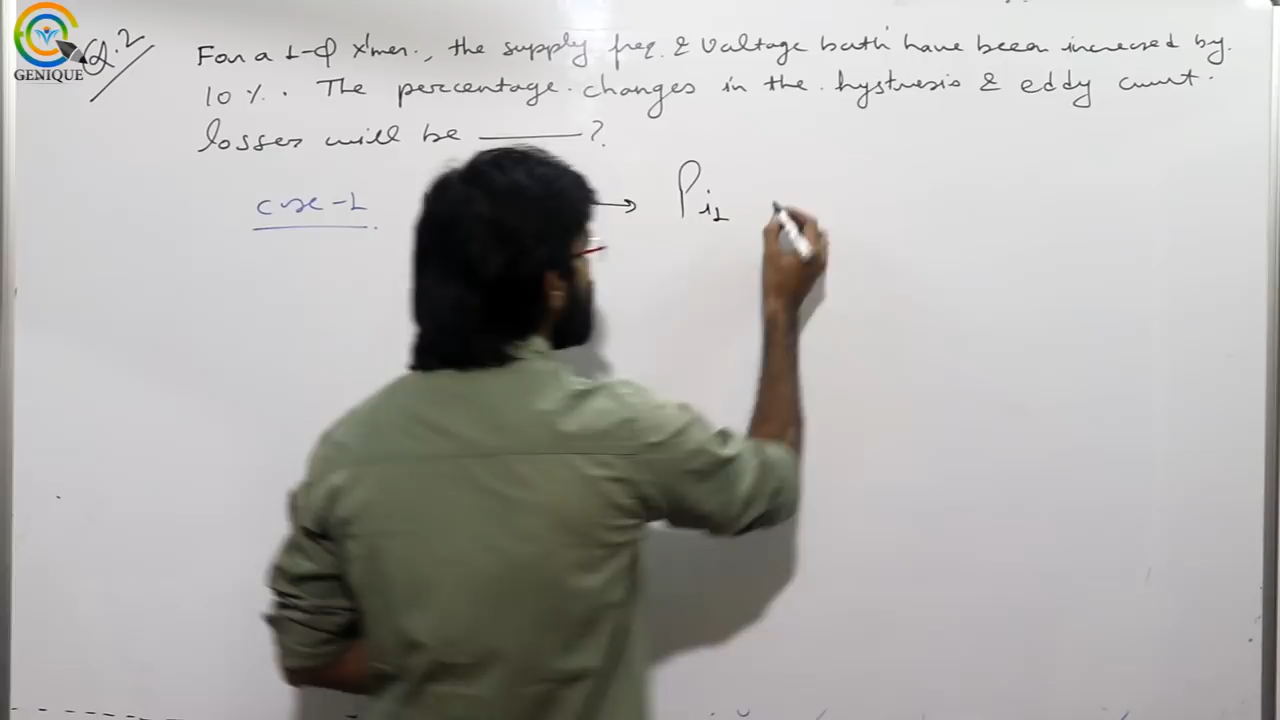 GENIQUE
Q.2
For a 1-φ x'mer., the supply freq. & Voltage both have been increased by
10 %. The percentage changes in the hysteresis & eddy current
losses will be ______?
case-1 → Pi1